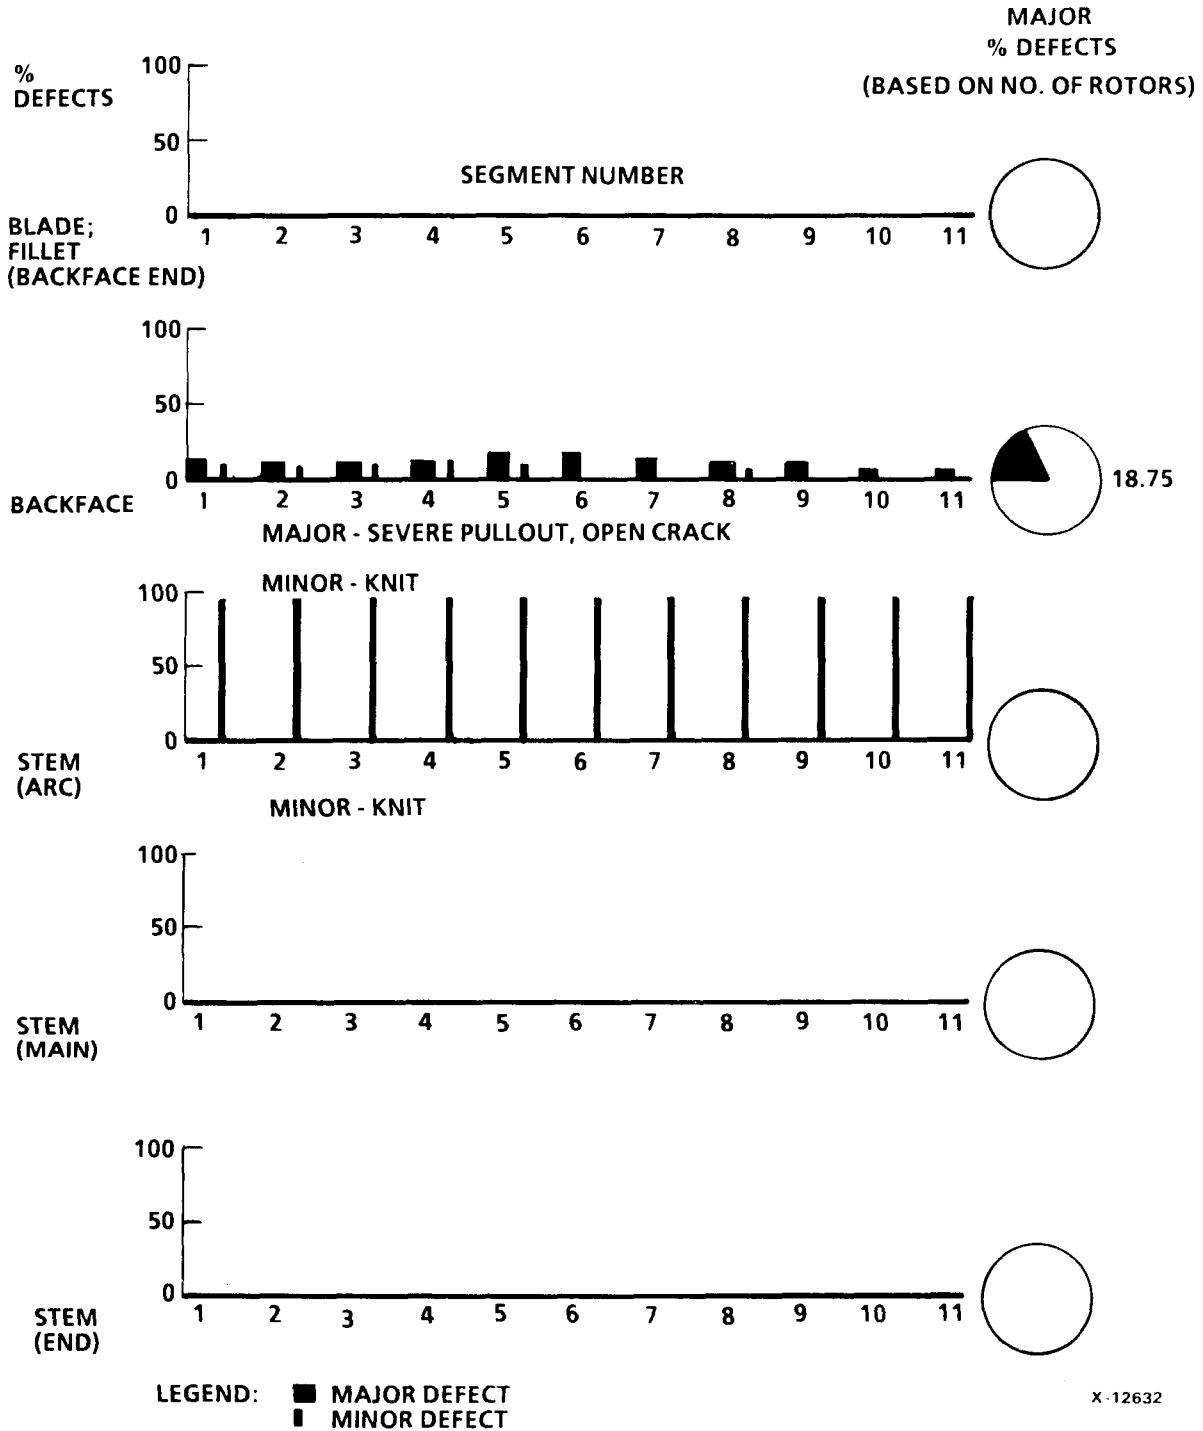 MAJOR
% DEFECTS
(BASED ON NO. OF ROTORS)
%
DEFECTS
100
50
0
SEGMENT NUMBER
1 2 3 4 5 6 7 8 9 10 11
BLADE;
FILLET
(BACKFACE END)
100
50
0
1 2 3 4 5 6 7 8 9 10 11
18.75
BACKFACE
MAJOR - SEVERE PULLOUT, OPEN CRACK
MINOR - KNIT
100
50
0
1 2 3 4 5 6 7 8 9 10 11
STEM
(ARC)
MINOR - KNIT
100
50
0
1 2 3 4 5 6 7 8 9 10 11
STEM
(MAIN)
100
50
0
1 2 3 4 5 6 7 8 9 10 11
STEM
(END)
LEGEND: MAJOR DEFECT
MINOR DEFECT
X-12632